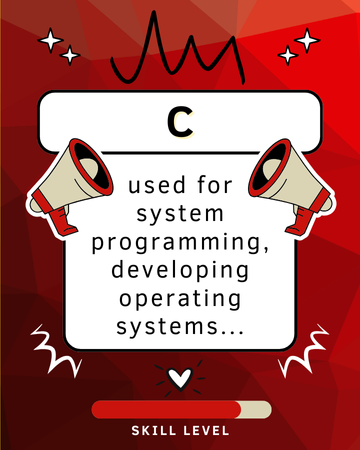 C
used for
system
programming,
developing
operating
systems...
SKILL LEVEL